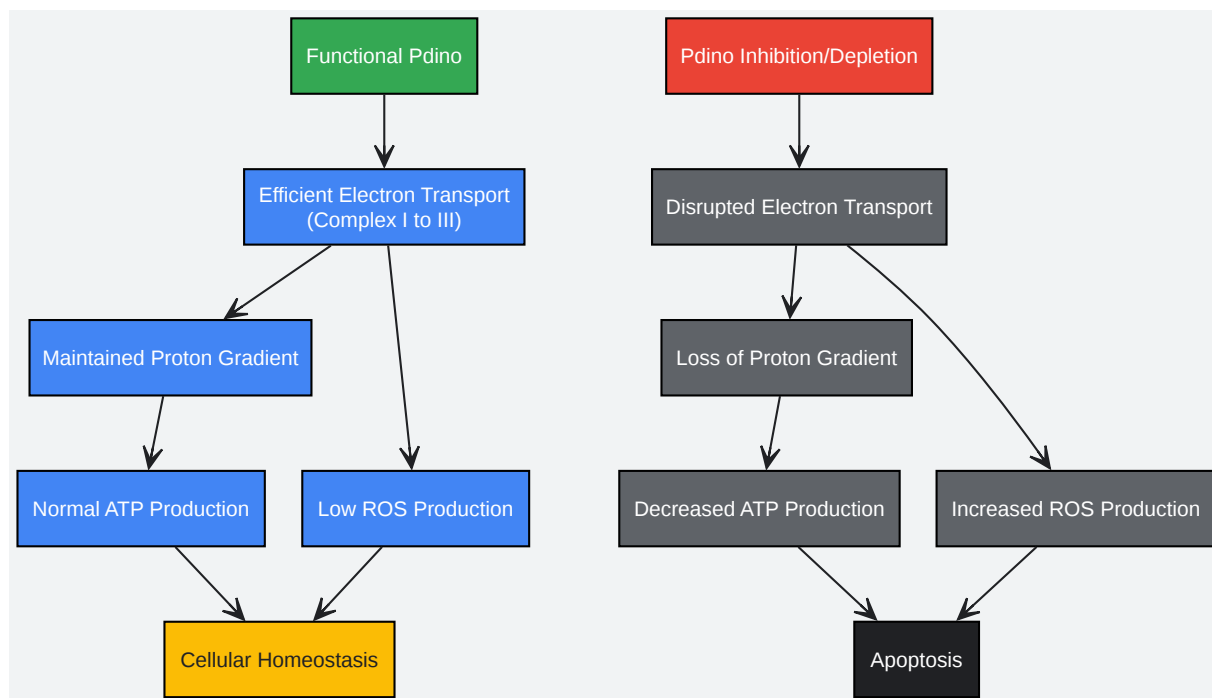 Functional Pdino
Pdino Inhibition/Depletion
Efficient Electron Transport
(Complex I to III)
Disrupted Electron Transport
Maintained Proton Gradient
Loss of Proton Gradient
Normal ATP Production
Low ROS Production
Decreased ATP Production
Increased ROS Production
Cellular Homeostasis
Apoptosis